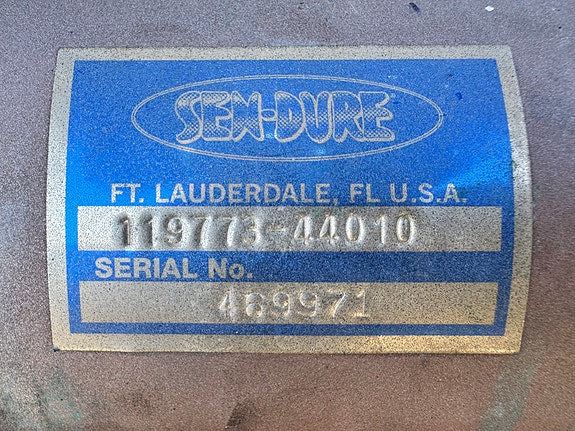 SEN-DURE
FT. LAUDERDALE, FL U.S.A.
119773-44010
SERIAL No.
469971